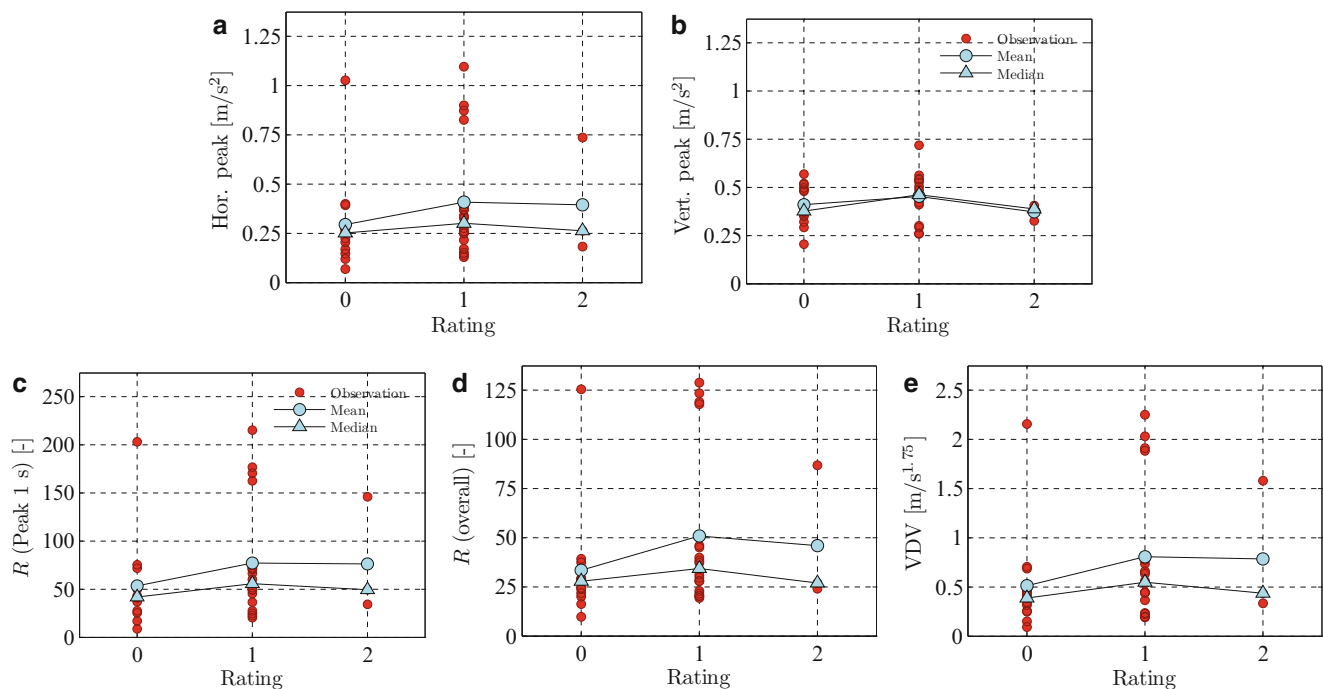 a
Hor. peak [m/s²]
1.25
1
0.75
0.5
0.25
0
0 1 2
Rating
b
Vert. peak [m/s²]
1.25
1
0.75
0.5
0.25
0
Observation
Mean
Median
0 1 2
Rating
c
R (Peak 1 s) [-]
250
200
150
100
50
0
Observation
Mean
Median
0 1 2
Rating
d
R (overall) [-]
125
100
75
50
25
0
0 1 2
Rating
e
VDV [m/s^1.75]
2.5
2
1.5
1
0.5
0
0 1 2
Rating